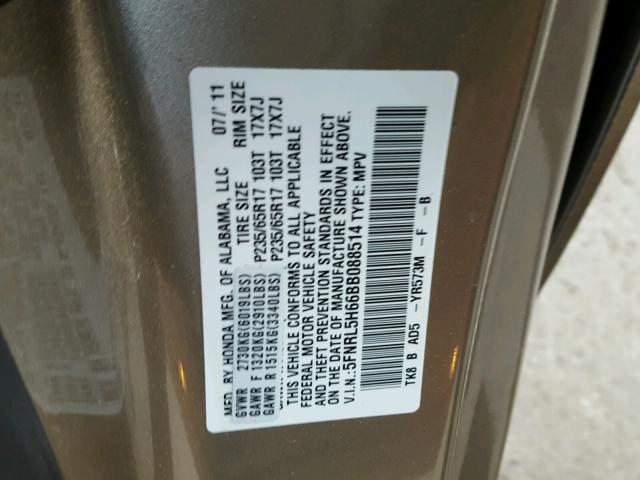 MFD. BY HONDA MFG. OF ALABAMA, LLC 07/'11
GVWR 2730KG(6019LBS) TIRE SIZE RIM SIZE
GAWR F 1320KG(2910LBS) P235/65R17 103T 17X7J
GAWR R 1515KG(3340LBS) P235/65R17 103T 17X7J
THIS VEHICLE CONFORMS TO ALL APPLICABLE
FEDERAL MOTOR VEHICLE SAFETY
AND THEFT PREVENTION STANDARDS IN EFFECT
ON THE DATE OF MANUFACTURE SHOWN ABOVE.
V.I.N.: 5FNRL5H66BB088514 TYPE: MPV
TK8 B AD5 -YR573M -F -B